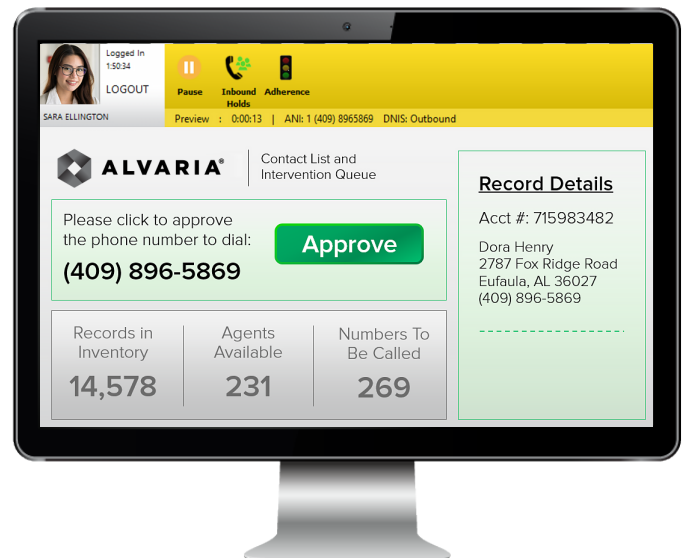 Logged In
1:50:34
LOGOUT
SARA ELLINGTON
Pause
Inbound
Holds
Adherence
Preview : 0:00:13 | ANI: 1 (409) 8965869 DNIS: Outbound
ALVARIA®
Contact List and
Intervention Queue
Please click to approve
the phone number to dial:
(409) 896-5869
Approve
Records in
Inventory
14,578
Agents
Available
231
Numbers To
Be Called
269
Record Details
Acct #: 715983482
Dora Henry
2787 Fox Ridge Road
Eufaula, AL 36027
(409) 896-5869